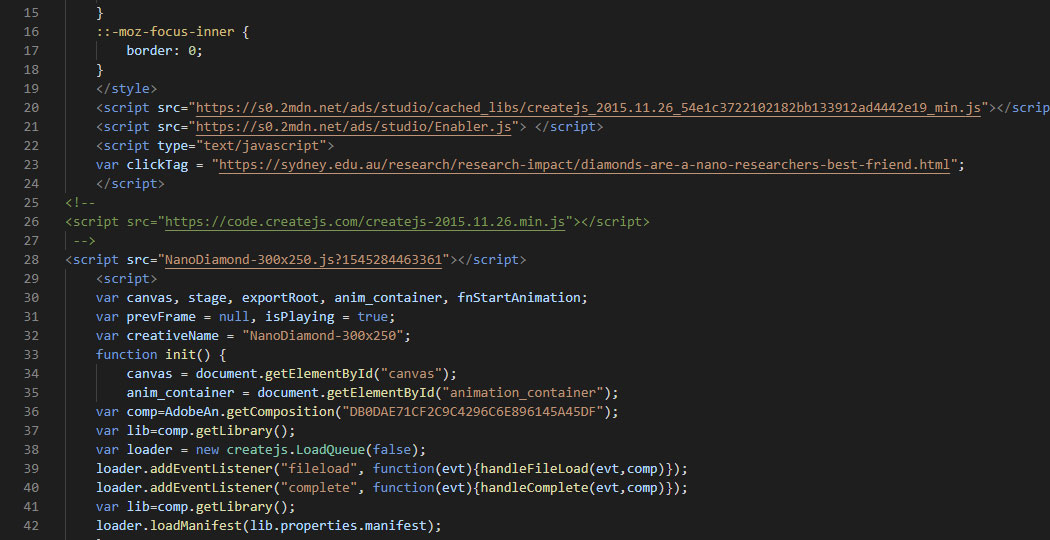 15 }
16 ::-moz-focus-inner {
17 border: 0;
18 }
19 </style>
20 <script src="https://s0.2mdn.net/ads/studio/cached_libs/createjs_2015.11.26_54e1c3722102182bb133912ad4442e19_min.js"></scrip
21 <script src="https://s0.2mdn.net/ads/studio/Enabler.js"> </script>
22 <script type="text/javascript">
23 var clickTag = "https://sydney.edu.au/research/research-impact/diamonds-are-a-nano-researchers-best-friend.html";
24 </script>
25 <!--
26 <script src="https://code.createjs.com/createjs-2015.11.26.min.js"></script>
27 -->
28 <script src="NanoDiamond-300x250.js?1545284463361"></script>
29 <script>
30 var canvas, stage, exportRoot, anim_container, fnStartAnimation;
31 var prevFrame = null, isPlaying = true;
32 var creativeName = "NanoDiamond-300x250";
33 function init() {
34 canvas = document.getElementById("canvas");
35 anim_container = document.getElementById("animation_container");
36 var comp=AdobeAn.getComposition("DB0DAE71CF2C9C4296C6E896145A45DF");
37 var lib=comp.getLibrary();
38 var loader = new createjs.LoadQueue(false);
39 loader.addEventListener("fileload", function(evt){handleFileLoad(evt,comp)});
40 loader.addEventListener("complete", function(evt){handleComplete(evt,comp)});
41 var lib=comp.getLibrary();
42 loader.loadManifest(lib.properties.manifest);